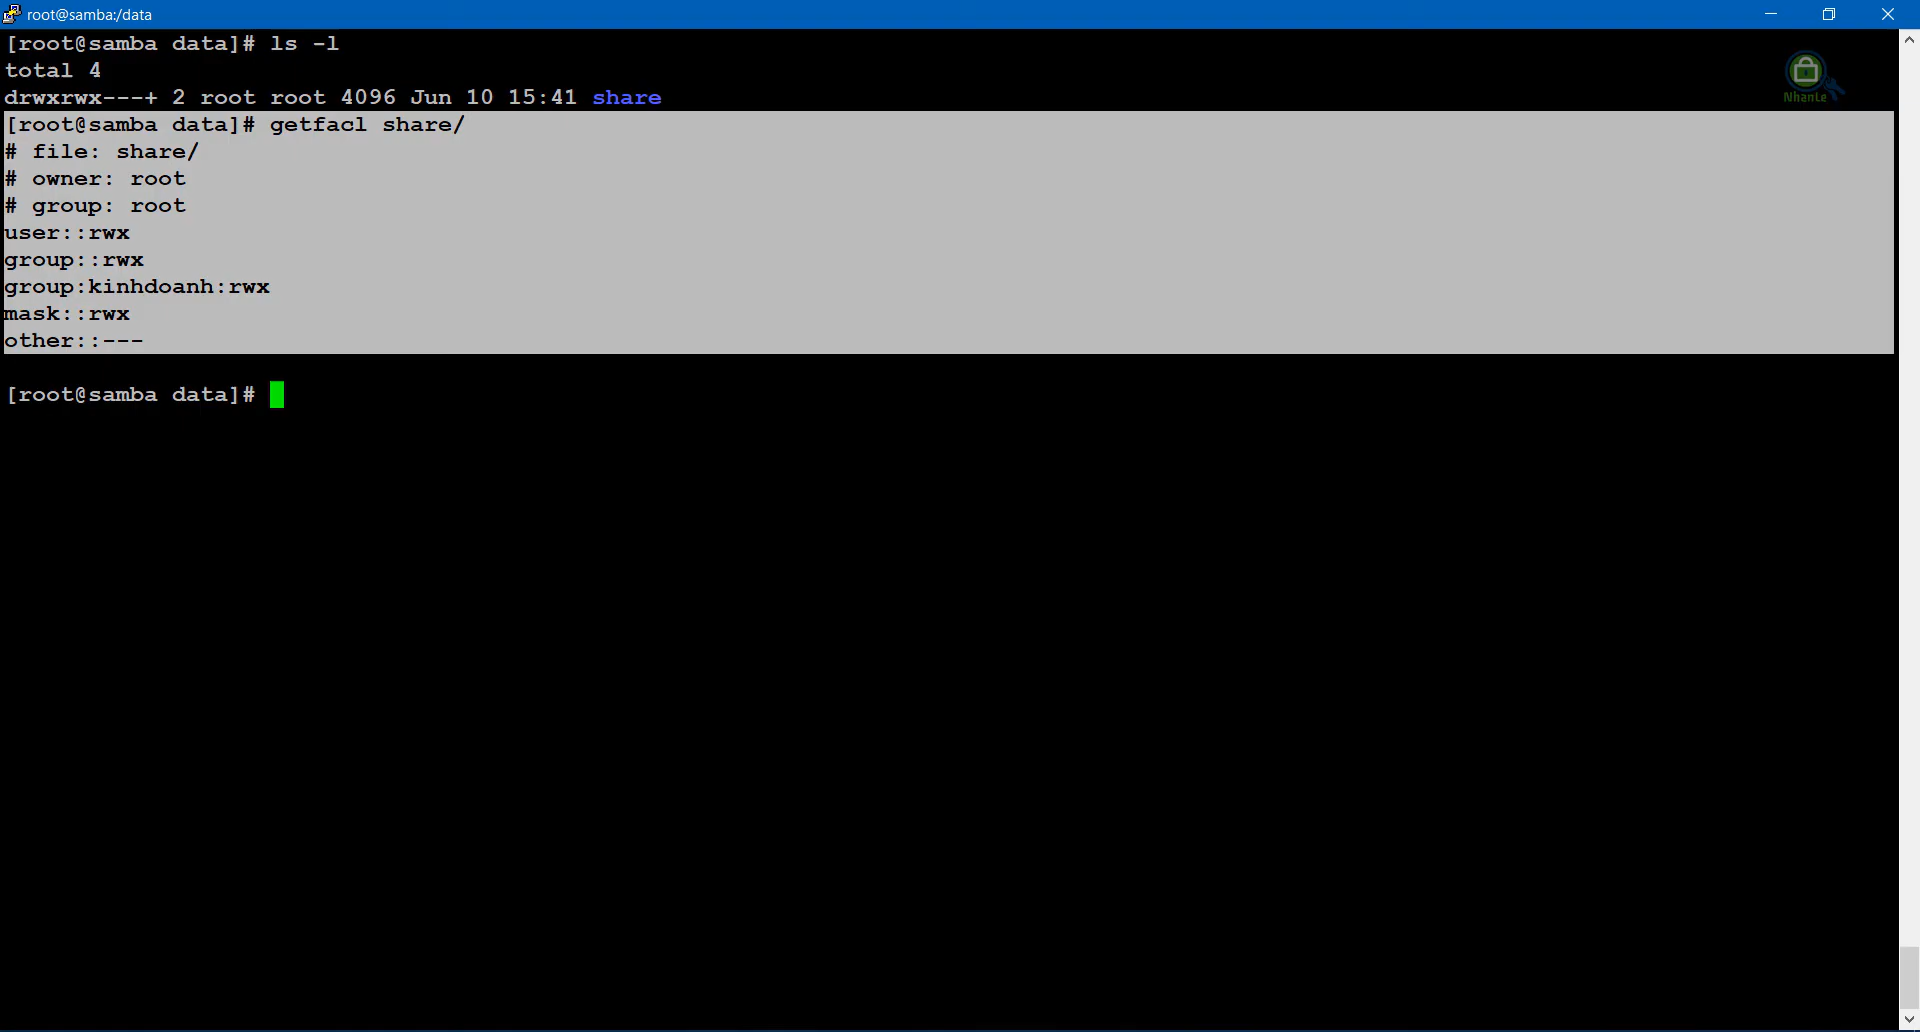 root@samba:/data
[root@samba data]# ls -l
total 4
drwxrwx---+ 2 root root 4096 Jun 10 15:41 share
[root@samba data]# getfacl share/
# file: share/
# owner: root
# group: root
user::rwx
group::rwx
group:kinhdoanh:rwx
mask::rwx
other::---
[root@samba data]#
NhanLe